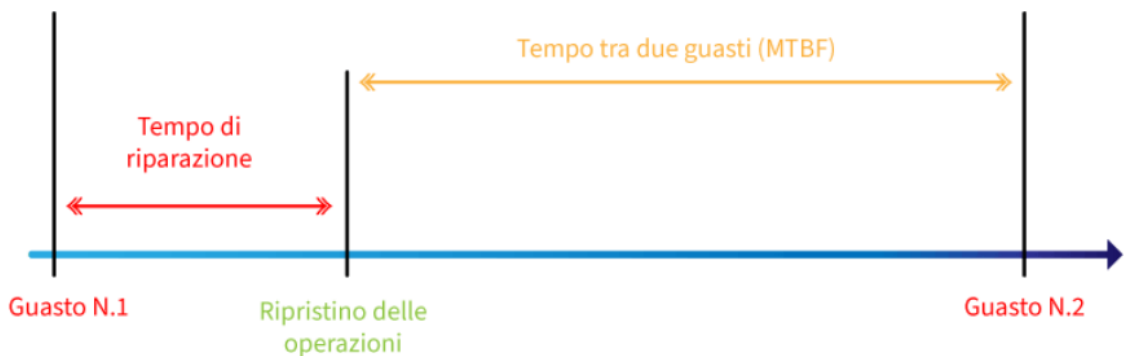 Tempo tra due guasti (MTBF)
Tempo di
riparazione
Guasto N.1
Ripristino delle
operazioni
Guasto N.2